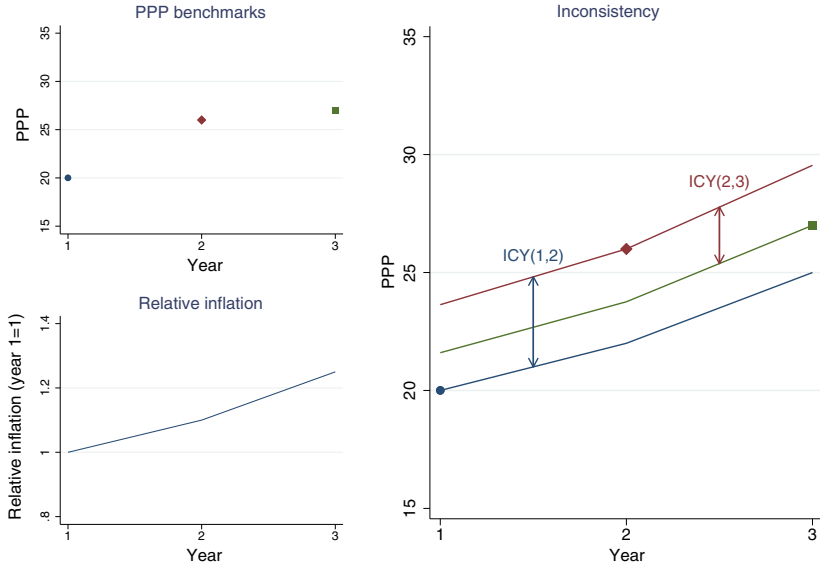 PPP benchmarks
PPP
35
30
25
20
15
1 2 3
Year
Relative inflation
Relative inflation (year 1=1)
1.4
1.2
1
.8
1 2 3
Year
Inconsistency
PPP
35
30
25
20
15
ICY(2,3)
ICY(1,2)
1 2 3
Year